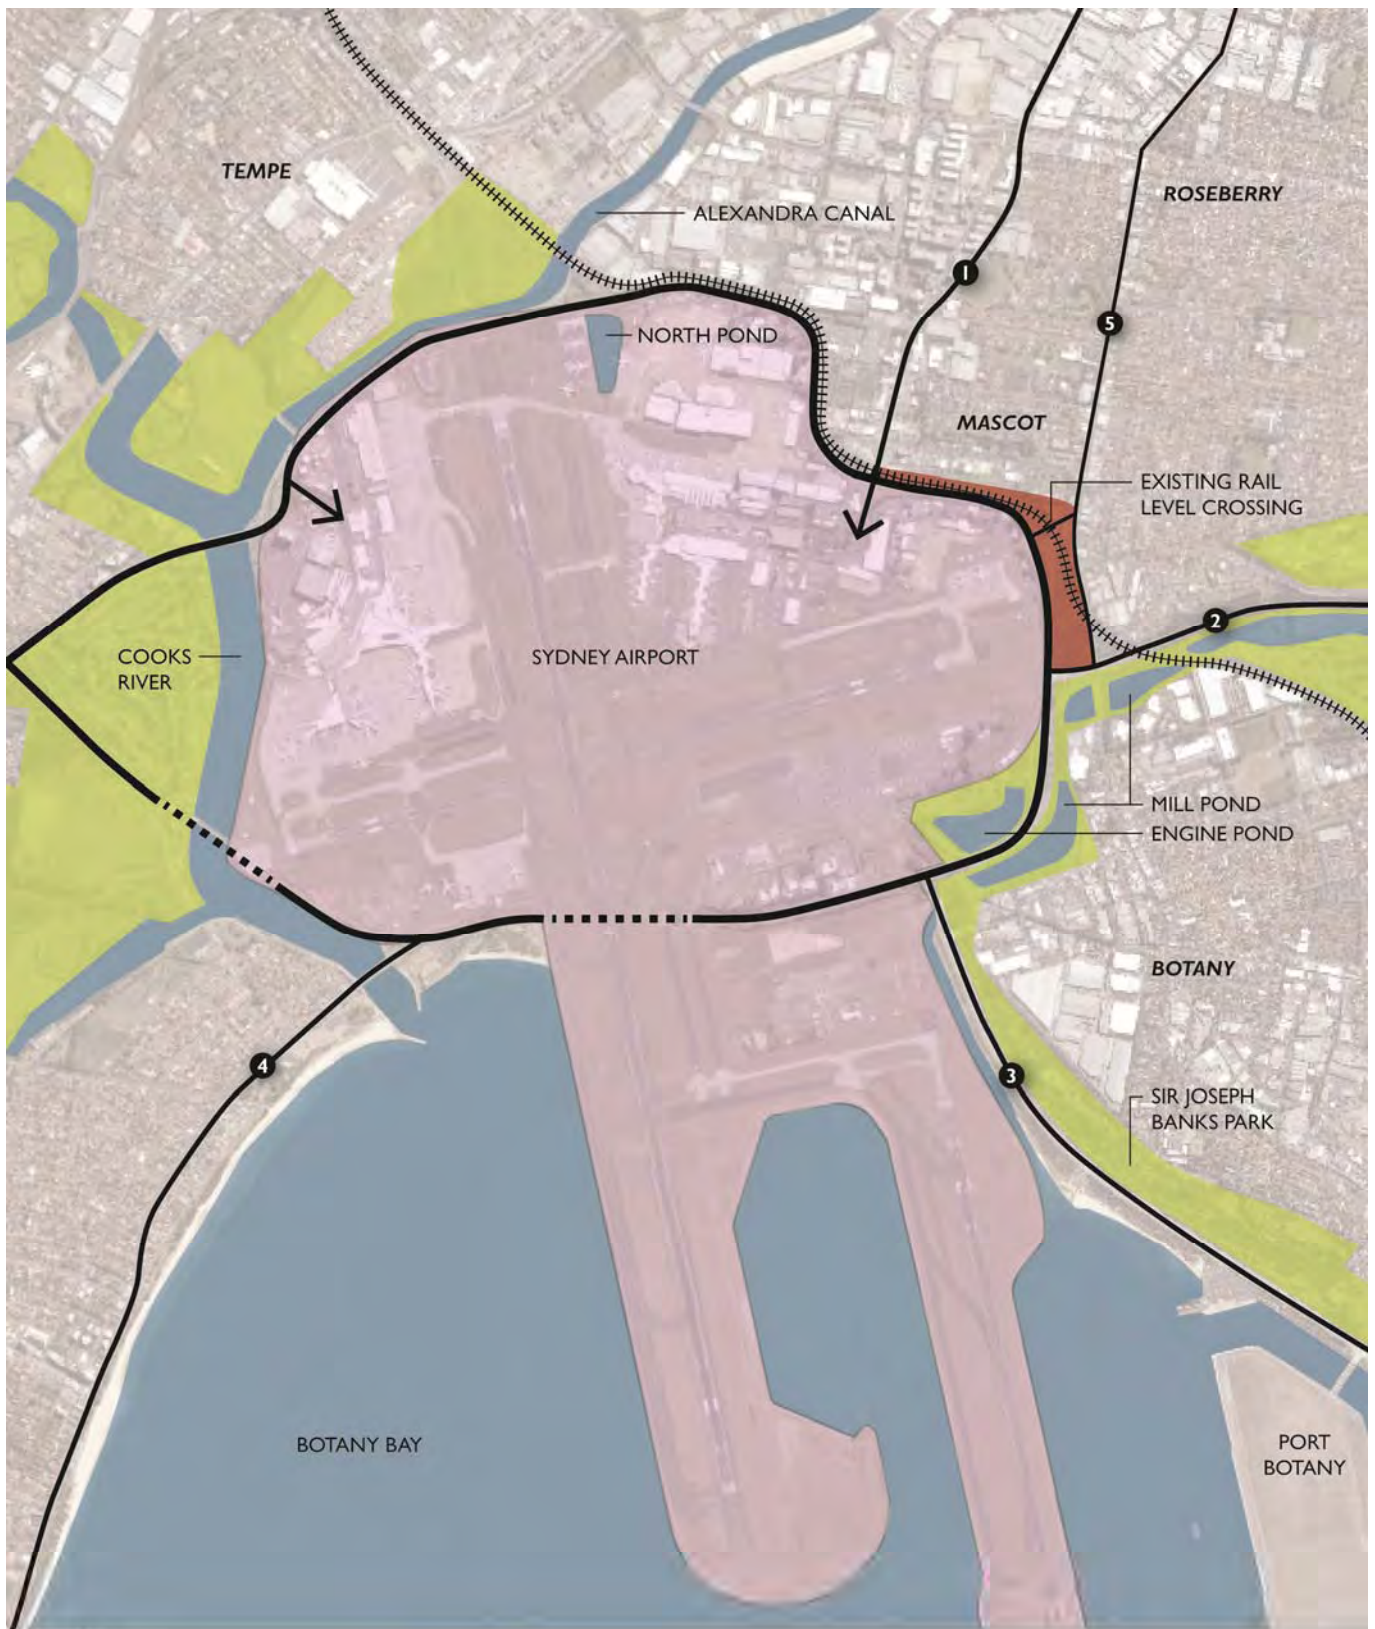 TEMPE
ROSEBERRY
ALEXANDRA CANAL
1
5
NORTH POND
MASCOT
EXISTING RAIL
LEVEL CROSSING
2
COOKS
RIVER
SYDNEY AIRPORT
MILL POND
ENGINE POND
BOTANY
4
3
SIR JOSEPH
BANKS PARK
BOTANY BAY
PORT
BOTANY